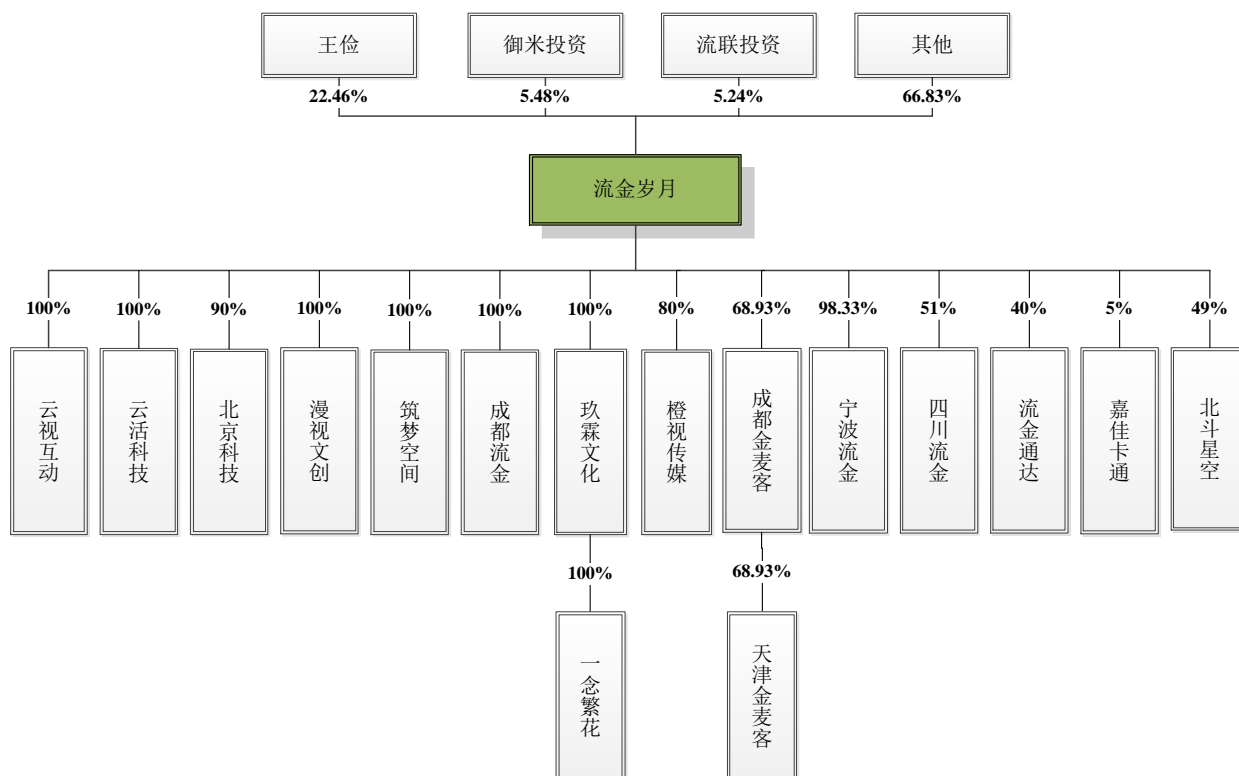 王俭
御米投资
流联投资
其他
22.46%
5.48%
5.24%
66.83%
流金岁月
100%
100%
90%
100%
100%
100%
100%
80%
68.93%
98.33%
51%
40%
5%
49%
云视互动
云活科技
北京科技
漫视文创
筑梦空间
成都流金
玖霖文化
橙视传媒
成都金麦客
宁波流金
四川流金
流金通达
嘉佳卡通
北斗星空
100%
68.93%
一念繁花
天津金麦客